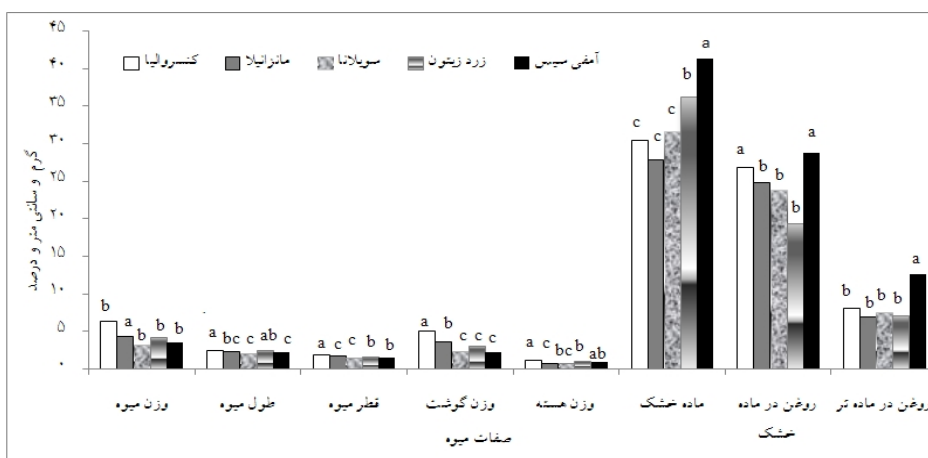 ۴۵
۴۰
۳۵
۳۰
۲۵
۲۰
۱۵
۱۰
۵
۰
گرم و سانتی متر و درصد
کنسروالیا
مانزانیلا
سویلانا
زرد زیتون
آمفی سیس
b a b b b
a bc c ab c
a c c b b
a b c c c
a c bc b ab
c c c b a
a b b b a
b b b b a
وزن میوه
طول میوه
قطر میوه
وزن گوشت
وزن هسته
ماده خشک
روغن در ماده
خشک
روغن در ماده تر
صفات میوه